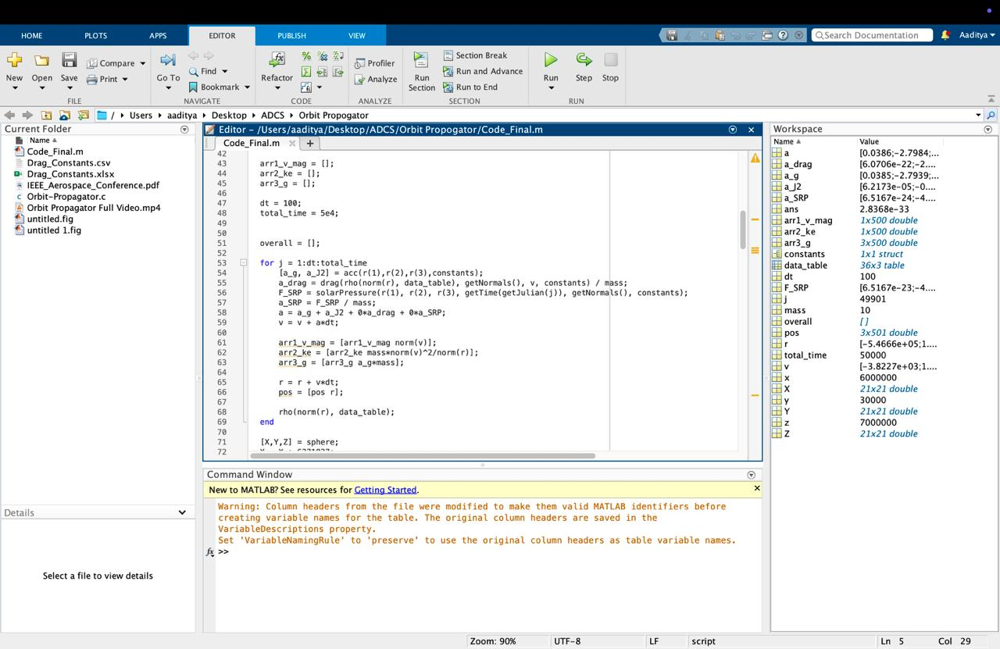 HOME PLOTS APPS EDITOR PUBLISH VIEW Search Documentation Aaditya
New Open Save Compare Print Go To Find Bookmark Refactor Profiler Analyze Run Section Section Break Run and Advance Run to End Run Step Stop
FILE NAVIGATE CODE ANALYZE SECTION RUN
/ Users aaditya Desktop ADCS Orbit Propogator
Current Folder
Name
Code_Final.m
Drag_Constants.csv
Drag_Constants.xlsx
IEEE_Aerospace_Conference.pdf
Orbit-Propagator.c
Orbit Propagator Full Video.mp4
untitled.fig
untitled 1.fig
Details
Select a file to view details
Editor - /Users/aaditya/Desktop/ADCS/Orbit Propogator/Code_Final.m
Code_Final.m
42
43 arr1_v_mag = [];
44 arr2_ke = [];
45 arr3_g = [];
46
47 dt = 100;
48 total_time = 5e4;
49
50
51 overall = [];
52
53 for j = 1:dt:total_time
54 [a_g, a_J2] = acc(r(1),r(2),r(3),constants);
55 a_drag = drag(rho(norm(r), data_table), getNormals(), v, constants) / mass;
56 F_SRP = solarPressure(r(1), r(2), r(3), getTime(getJulian(j)), getNormals(), constants);
57 a_SRP = F_SRP / mass;
58 a = a_g + a_J2 + 0*a_drag + 0*a_SRP;
59 v = v + a*dt;
60
61 arr1_v_mag = [arr1_v_mag norm(v)];
62 arr2_ke = [arr2_ke mass*norm(v)^2/norm(r)];
63 arr3_g = [arr3_g a_g*mass];
64
65 r = r + v*dt;
66 pos = [pos r];
67
68 rho(norm(r), data_table);
69 end
70
71 [X,Y,Z] = sphere;
72
Command Window
New to MATLAB? See resources for Getting Started.
Warning: Column headers from the file were modified to make them valid MATLAB identifiers before
creating variable names for the table. The original column headers are saved in the
VariableDescriptions property.
Set 'VariableNamingRule' to 'preserve' to use the original column headers as table variable names.
fx >>
Workspace
Name Value
a [0.0386;-2.7984;...
a_drag [6.0706e-22;-2....
a_g [0.0385;-2.7939;...
a_J2 [6.2173e-05;-0....
a_SRP [6.5167e-24;-4....
ans 2.8368e-33
arr1_v_mag 1x500 double
arr2_ke 1x500 double
arr3_g 3x500 double
constants 1x1 struct
data_table 36x3 table
dt 100
F_SRP [6.5167e-23;-4....
j 49901
mass 10
overall []
pos 3x501 double
r [-5.4666e+05;1....
total_time 50000
v [-3.8227e+03;1....
x 6000000
X 21x21 double
y 30000
Y 21x21 double
z 7000000
Z 21x21 double
Zoom: 90% UTF-8 LF script Ln 5 Col 29